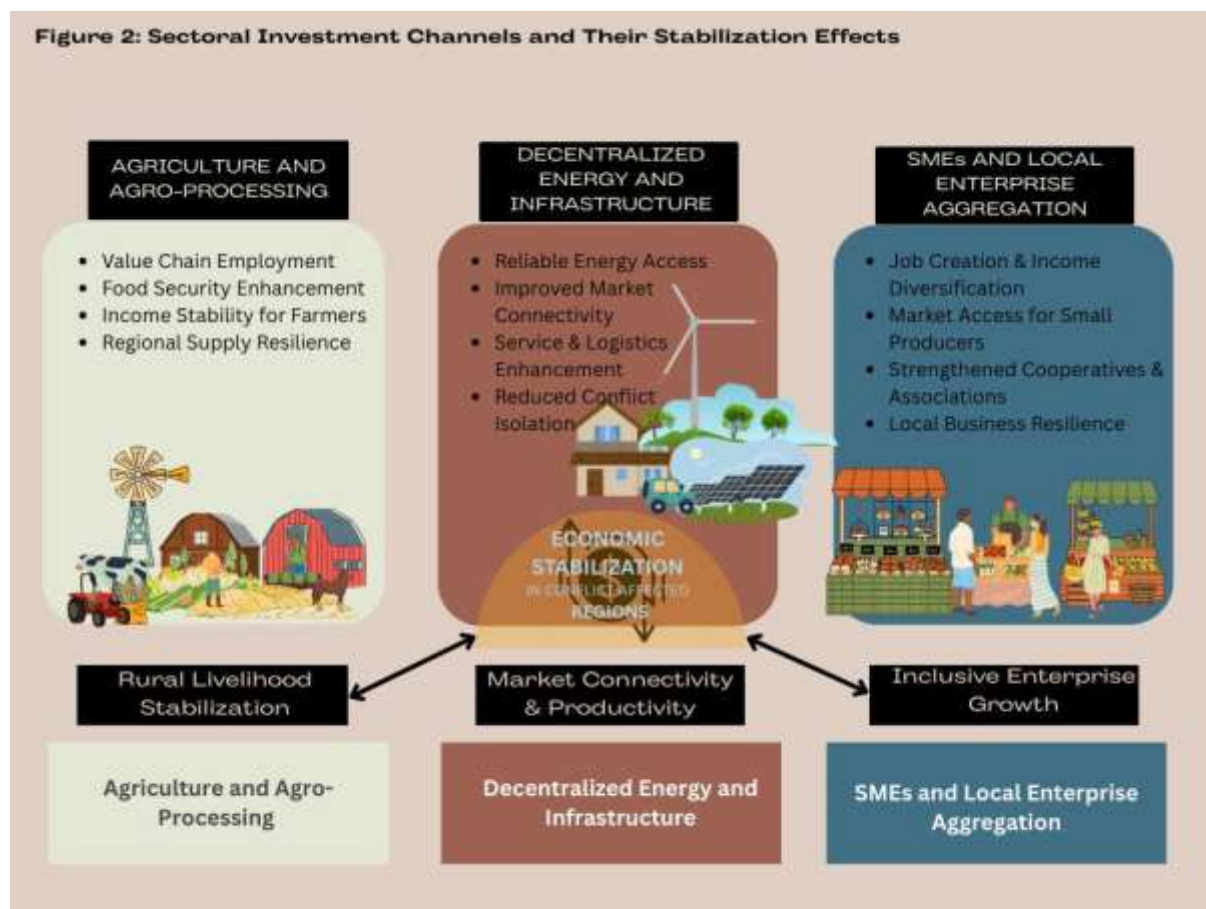 Figure 2: Sectoral Investment Channels and Their Stabilization Effects
AGRICULTURE AND
AGRO-PROCESSING
• Value Chain Employment
• Food Security Enhancement
• Income Stability for Farmers
• Regional Supply Resilience
DECENTRALIZED
ENERGY AND
INFRASTRUCTURE
• Reliable Energy Access
• Improved Market
Connectivity
• Service & Logistics
Enhancement
• Reduced Conflict
Isolation
SMEs AND LOCAL
ENTERPRISE
AGGREGATION
• Job Creation & Income
Diversification
• Market Access for Small
Producers
• Strengthened Cooperatives &
Associations
• Local Business Resilience
ECONOMIC
STABILIZATION
IN CONFLICT AFFECTED
REGIONS
Rural Livelihood
Stabilization
Market Connectivity
& Productivity
Inclusive Enterprise
Growth
Agriculture and Agro-
Processing
Decentralized Energy and
Infrastructure
SMEs and Local Enterprise
Aggregation